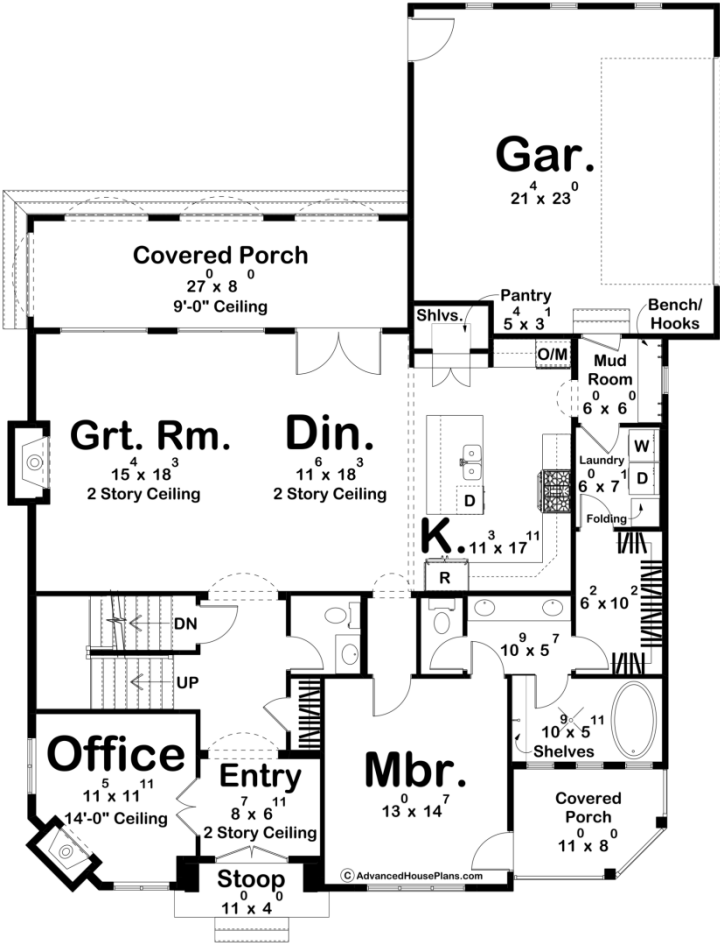 Gar.
21⁴ x 23⁰
Covered Porch
27⁰ x 8⁰
9'-0" Ceiling
Pantry
5⁴ x 3¹
Shlvs.
Bench/
Hooks
O/M
Mud
Room
6⁰ x 6⁰
Grt. Rm.
15⁴ x 18³
2 Story Ceiling
Din.
11⁶ x 18³
2 Story Ceiling
W
Laundry
6⁰ x 7¹
D
Folding
D
K. 11³ x 17¹¹
R
6² x 10²
DN
10⁹ x 5⁷
UP
10⁹ x 5¹¹
Shelves
Office
11⁵ x 11¹¹
14'-0" Ceiling
Entry
8⁷ x 6¹¹
2 Story Ceiling
Mbr.
13⁰ x 14⁷
Covered
Porch
11⁰ x 8⁰
Stoop
11⁰ x 4⁰
© AdvancedHousePlans.com